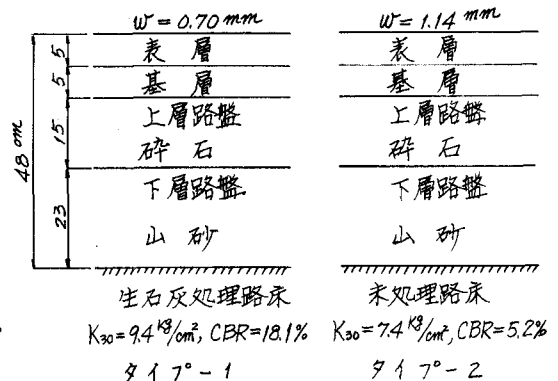 w = 0.70 mm
表層
5
基層
5
上層路盤
15
砕石
48 cm
下層路盤
23
山砂
生石灰処理路床
K30 = 9.4 kg/cm², CBR = 18.1%
タイプ - 1
w = 1.14 mm
表層
基層
上層路盤
砕石
下層路盤
山砂
未処理路床
K30 = 7.4 kg/cm², CBR = 5.2%
タイプ - 2